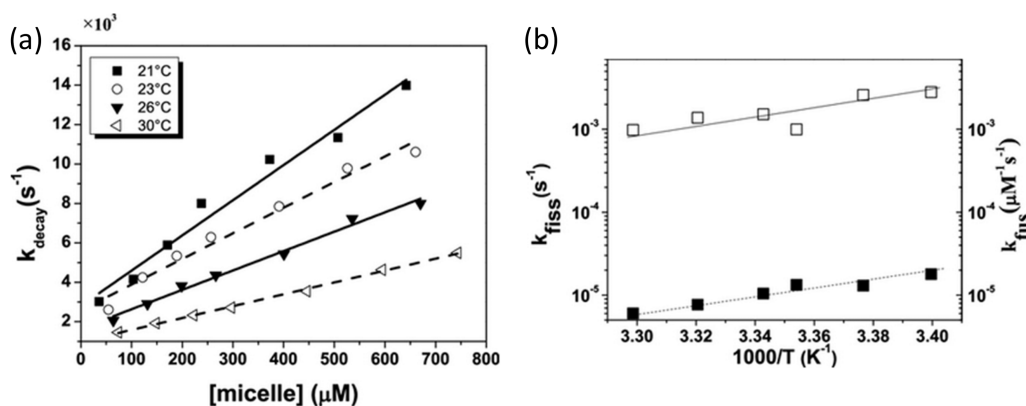 (a)
×10³
16
14
12
10
8
6
4
2
k_decay(s⁻¹)
21°C
23°C
26°C
30°C
0 100 200 300 400 500 600 700 800
[micelle] (μM)
(b)
10⁻³
10⁻⁴
10⁻⁵
k_fiss(s⁻¹)
10⁻³
10⁻⁴
10⁻⁵
k_fus(μM⁻¹s⁻¹)
3.30 3.32 3.34 3.36 3.38 3.40
1000/T (K⁻¹)